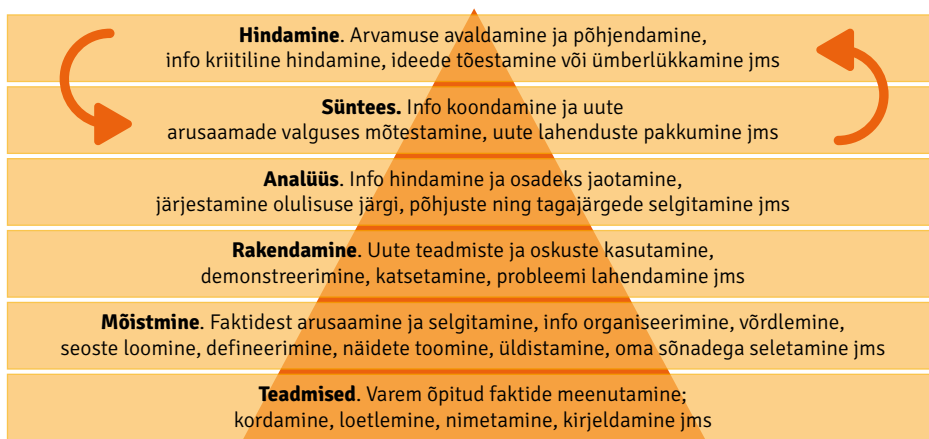 Hindamine. Arvamuse avaldamine ja põhjendamine,
info kriitiline hindamine, ideede tõestamine või ümberlükkamine jms
Süntees. Info koondamine ja uute
arusaamade valguses mõtestamine, uute lahenduste pakkumine jms
Analüüs. Info hindamine ja osadeks jaotamine,
järjestamine olulisuse järgi, põhjuste ning tagajärgede selgitamine jms
Rakendamine. Uute teadmiste ja oskuste kasutamine,
demonstreerimine, katsetamine, probleemi lahendamine jms
Mõistmine. Faktidest arusaamine ja selgitamine, info organiseerimine, võrdlemine,
seoste loomine, defineerimine, näidete toomine, üldistamine, oma sõnadega seletamine jms
Teadmised. Varem õpitud faktide meenutamine;
kordamine, loetlemine, nimetamine, kirjeldamine jms